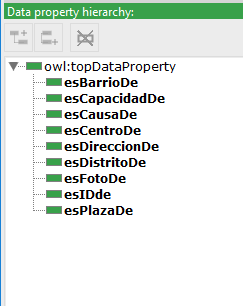 Data property hierarchy:
owl:topDataProperty
esBarrioDe
esCapacidadDe
esCausaDe
esCentroDe
esDireccionDe
esDistritoDe
esFotoDe
esIDde
esPlazaDe